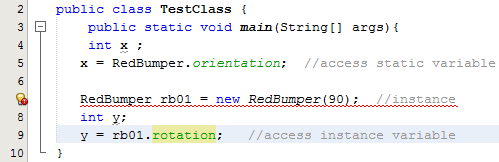 2 public class TestClass {
3 public static void main(String[] args){
4 int x ;
5 x = RedBumper.orientation; //access static variable
6
RedBumper rb01 = new RedBumper(90); //instance
8 int y;
9 y = rb01.rotation; //access instance variable
10 }